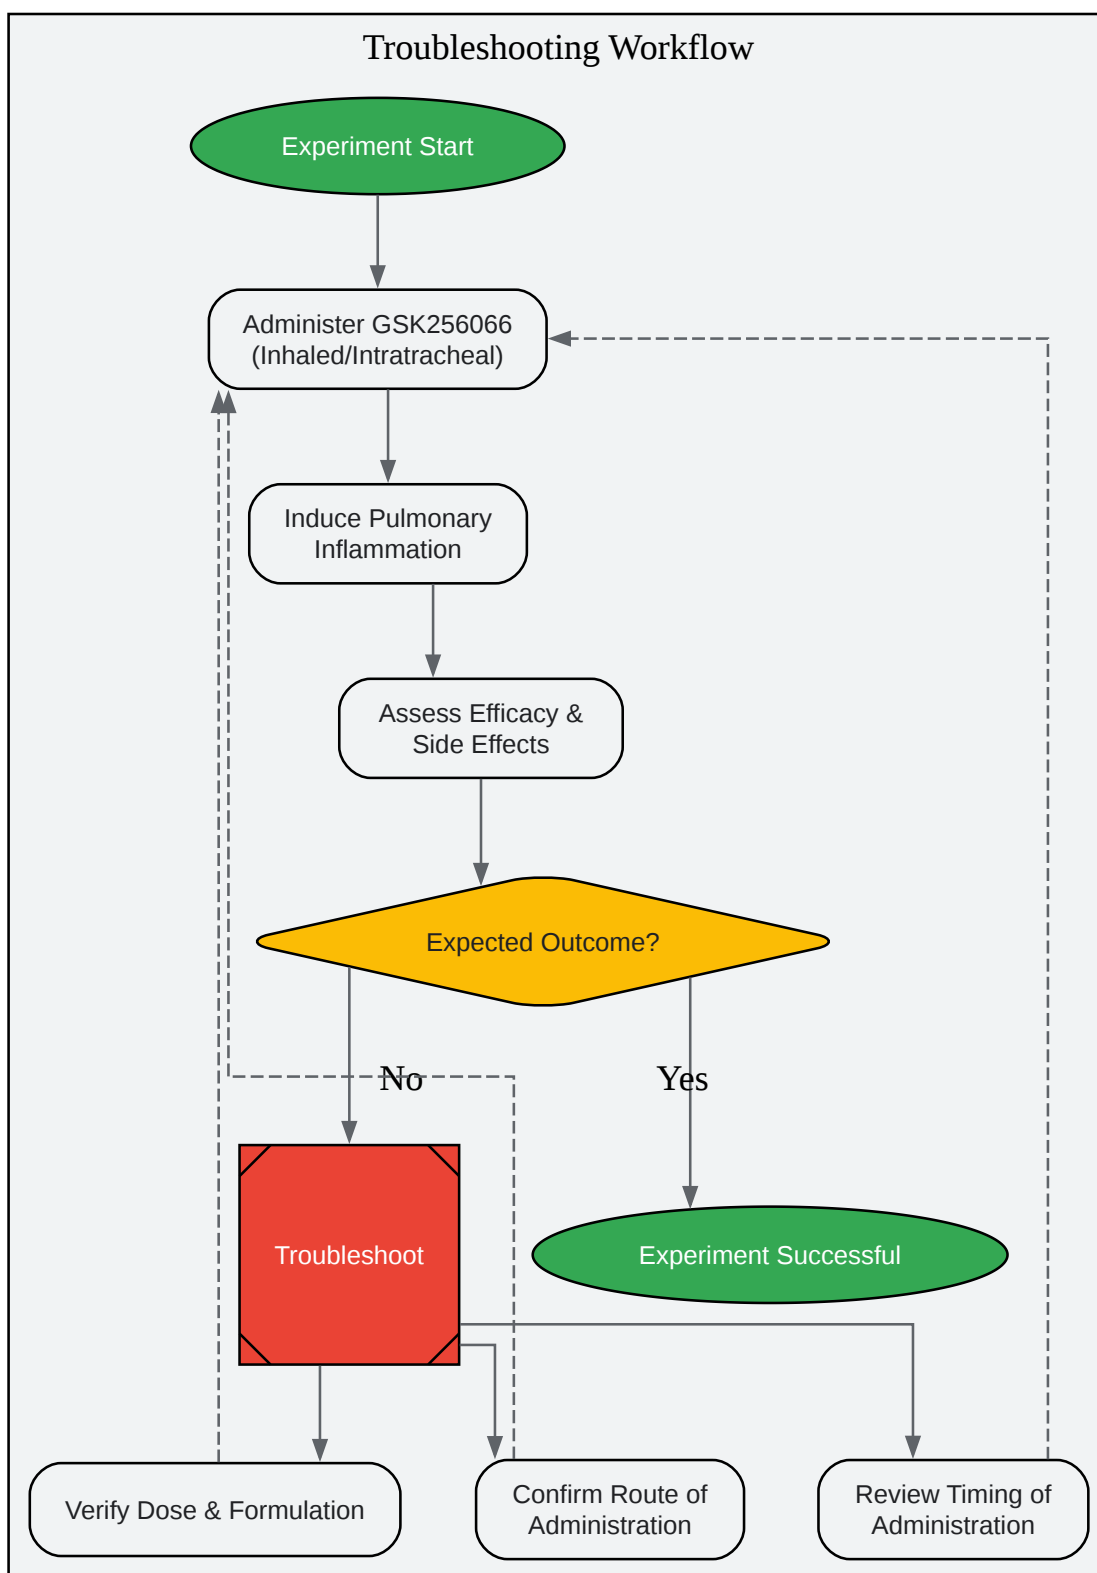 Troubleshooting Workflow
Experiment Start
Administer GSK256066
(Inhaled/Intratracheal)
Induce Pulmonary
Inflammation
Assess Efficacy &
Side Effects
Expected Outcome?
No
Yes
Troubleshoot
Experiment Successful
Verify Dose & Formulation
Confirm Route of
Administration
Review Timing of
Administration